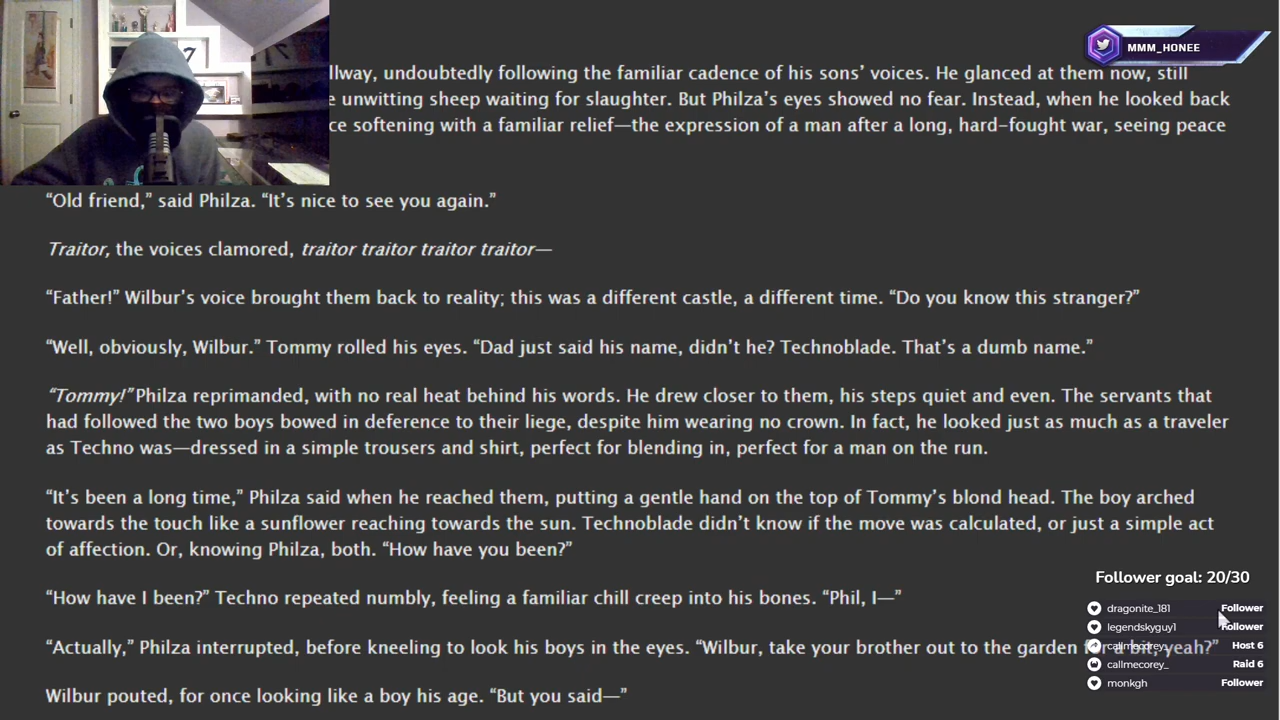 MMM_HONEE
llway, undoubtedly following the familiar cadence of his sons’ voices. He glanced at them now, still
e unwitting sheep waiting for slaughter. But Philza’s eyes showed no fear. Instead, when he looked back
ce softening with a familiar relief—the expression of a man after a long, hard-fought war, seeing peace
“Old friend,” said Philza. “It’s nice to see you again.”
Traitor, the voices clamored, traitor traitor traitor traitor—
“Father!” Wilbur’s voice brought them back to reality; this was a different castle, a different time. “Do you know this stranger?”
“Well, obviously, Wilbur.” Tommy rolled his eyes. “Dad just said his name, didn’t he? Technoblade. That’s a dumb name.”
“Tommy!” Philza reprimanded, with no real heat behind his words. He drew closer to them, his steps quiet and even. The servants that
had followed the two boys bowed in deference to their liege, despite him wearing no crown. In fact, he looked just as much as a traveler
as Techno was—dressed in a simple trousers and shirt, perfect for blending in, perfect for a man on the run.
“It’s been a long time,” Philza said when he reached them, putting a gentle hand on the top of Tommy’s blond head. The boy arched
towards the touch like a sunflower reaching towards the sun. Technoblade didn’t know if the move was calculated, or just a simple act
of affection. Or, knowing Philza, both. “How have you been?”
“How have I been?” Techno repeated numbly, feeling a familiar chill creep into his bones. “Phil, I—”
“Actually,” Philza interrupted, before kneeling to look his boys in the eyes. “Wilbur, take your brother out to the garden for a bit, yeah?”
Wilbur pouted, for once looking like a boy his age. “But you said—”
Follower goal: 20/30
dragonite_181 Follower
legendskyguy1 Follower
callmecorey_ Host 6
callmecorey_ Raid 6
monkgh Follower